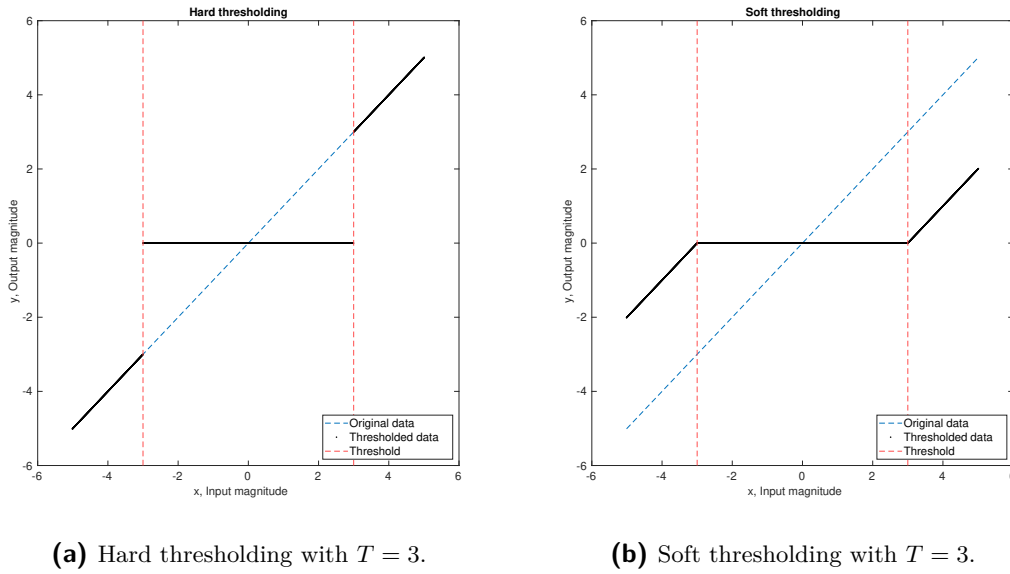 Hard thresholding
6
4
2
0
-2
-4
-6
y, Output magnitude
-6 -4 -2 0 2 4 6
x, Input magnitude
Original data
Thresholded data
Threshold
(a) Hard thresholding with T = 3.
Soft thresholding
6
4
2
0
-2
-4
-6
y, Output magnitude
-6 -4 -2 0 2 4 6
x, Input magnitude
Original data
Thresholded data
Threshold
(b) Soft thresholding with T = 3.